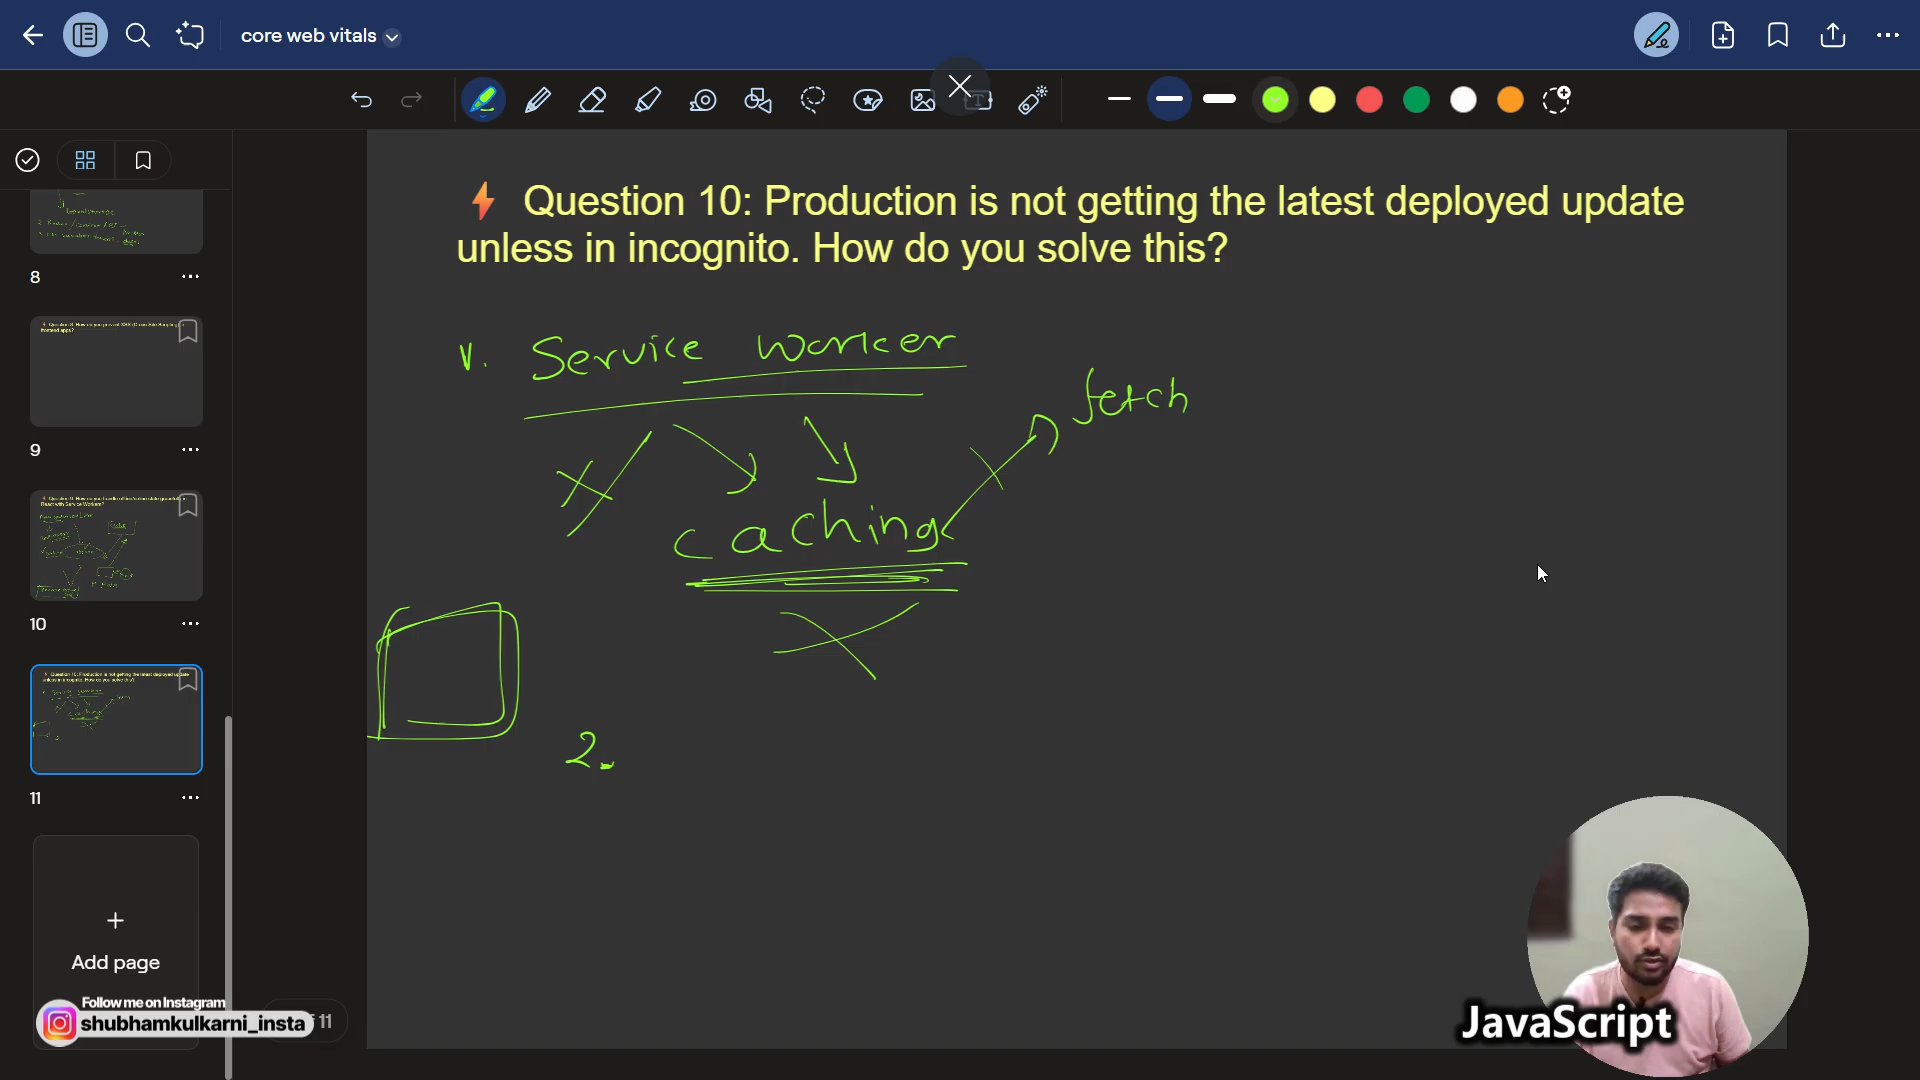 core web vitals
⚡ Question 10: Production is not getting the latest deployed update
unless in incognito. How do you solve this?
1. Service Worker
fetch
caching
2.
8
9
10
11
Add page
Follow me on Instagram
shubhamkulkarni_insta
11
JavaScript